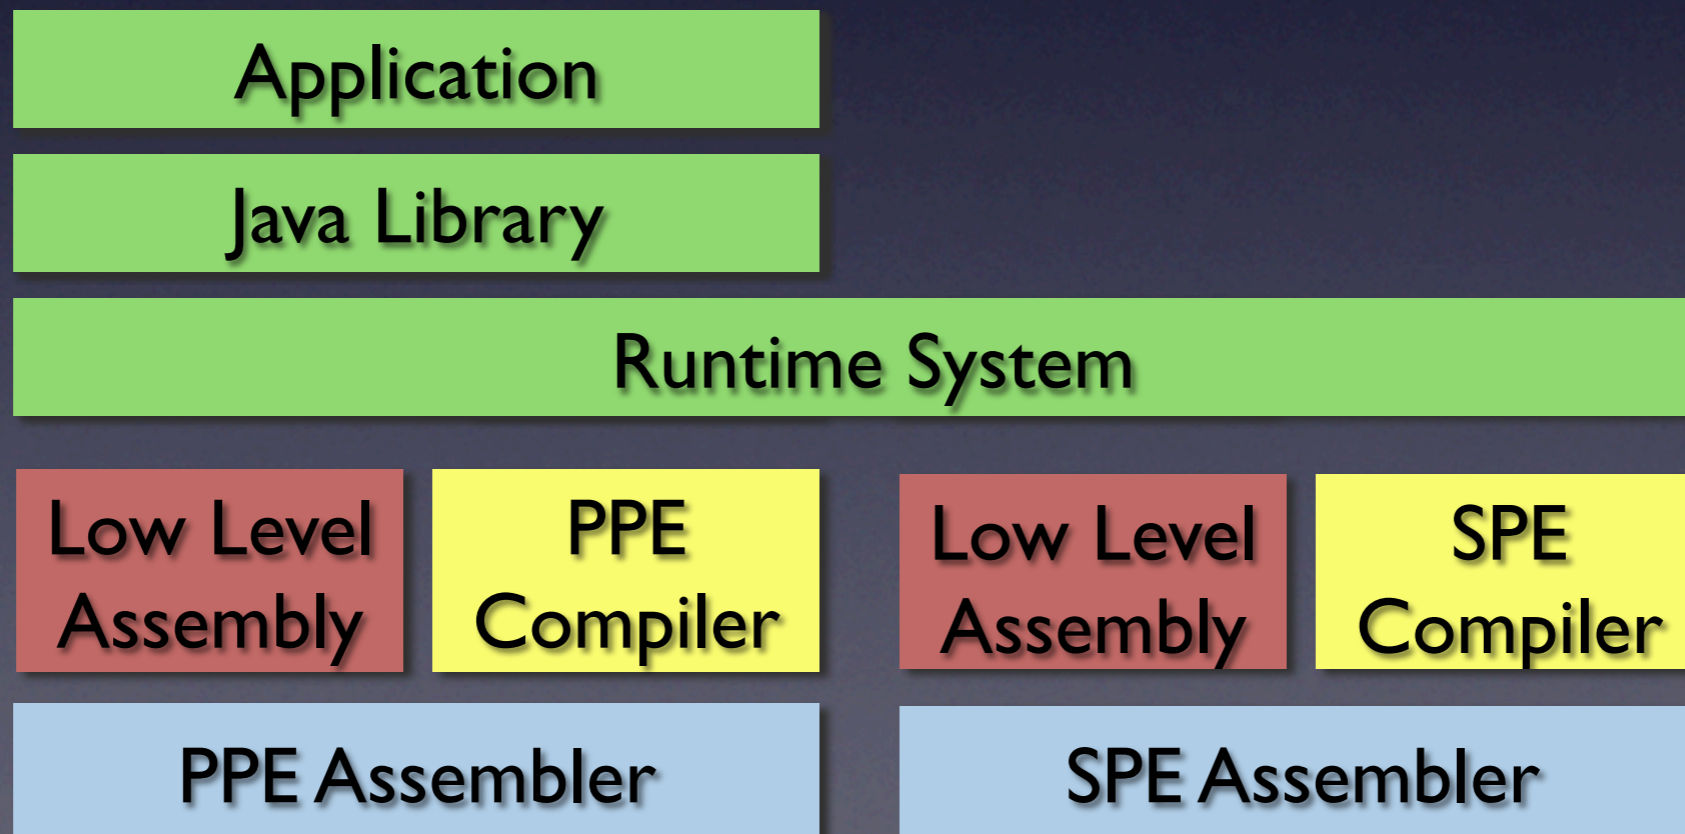 Application
Java Library
Runtime System
Low Level
Assembly
PPE
Compiler
Low Level
Assembly
SPE
Compiler
PPE Assembler
SPE Assembler